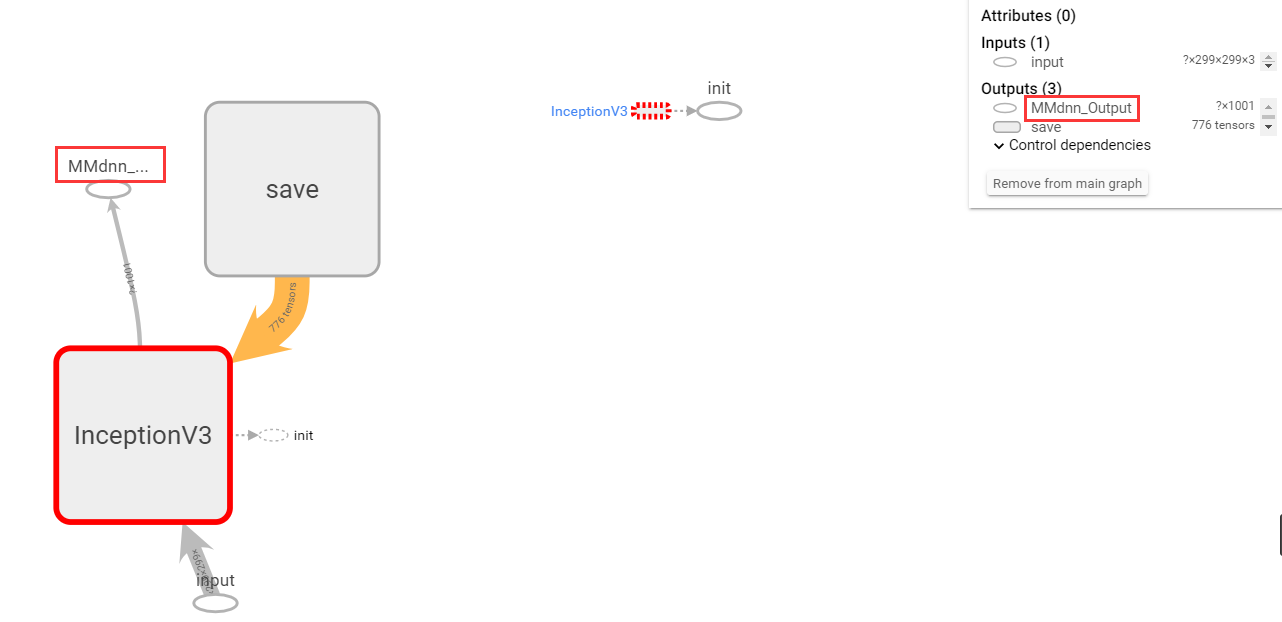 Attributes (0)
Inputs (1)
input ?×299×299×3
Outputs (3)
MMdnn_Output ?×1001
save 776 tensors
Control dependencies
Remove from main graph
init
InceptionV3
MMdnn_...
save
?×1001
776 tensors
InceptionV3
init
input